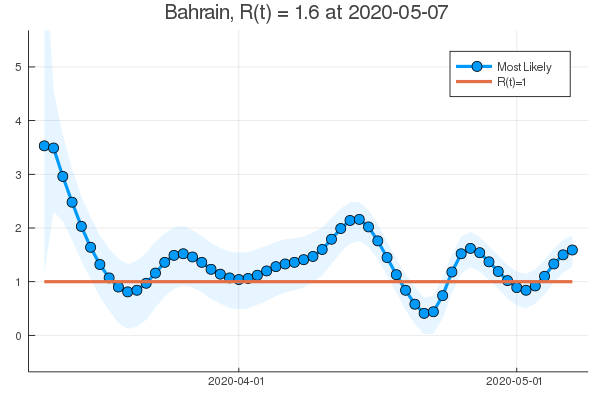 Bahrain, R(t) = 1.6 at 2020-05-07
5
Most Likely
R(t)=1
4
3
2
1
0
2020-04-01
2020-05-01